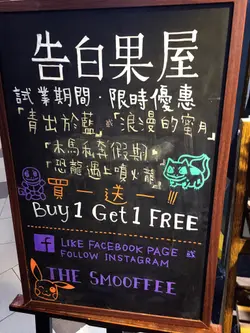 告白果屋
試業期間·限時優惠
「青出於藍」&「浪漫的蜜月」
「木馬私奔假期」
「恐龍遇上噴火龍」
買一送一!!!
Buy 1 Get 1 FREE
f LIKE FACEBOOK PAGE &
FOLLOW INSTAGRAM
THE SMOOFFEE